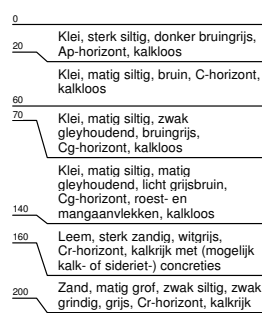 0
Klei, sterk siltig, donker bruingrijs,
20
Ap-horizont, kalkloos
Klei, matig siltig, bruin, C-horizont,
kalkloos
60
70
Klei, matig siltig, zwak
gleyhoudend, bruingrijs,
Cg-horizont, kalkloos
Klei, matig siltig, matig
gleyhoudend, licht grijsbruin,
Cg-horizont, roest- en
140
mangaanvlekken, kalkloos
160
Leem, sterk zandig, witgrijs,
Cr-horizont, kalkrijk met (mogelijk
kalk- of sideriet-) concreties
200
Zand, matig grof, zwak siltig, zwak
grindig, grijs, Cr-horizont, kalkrijk